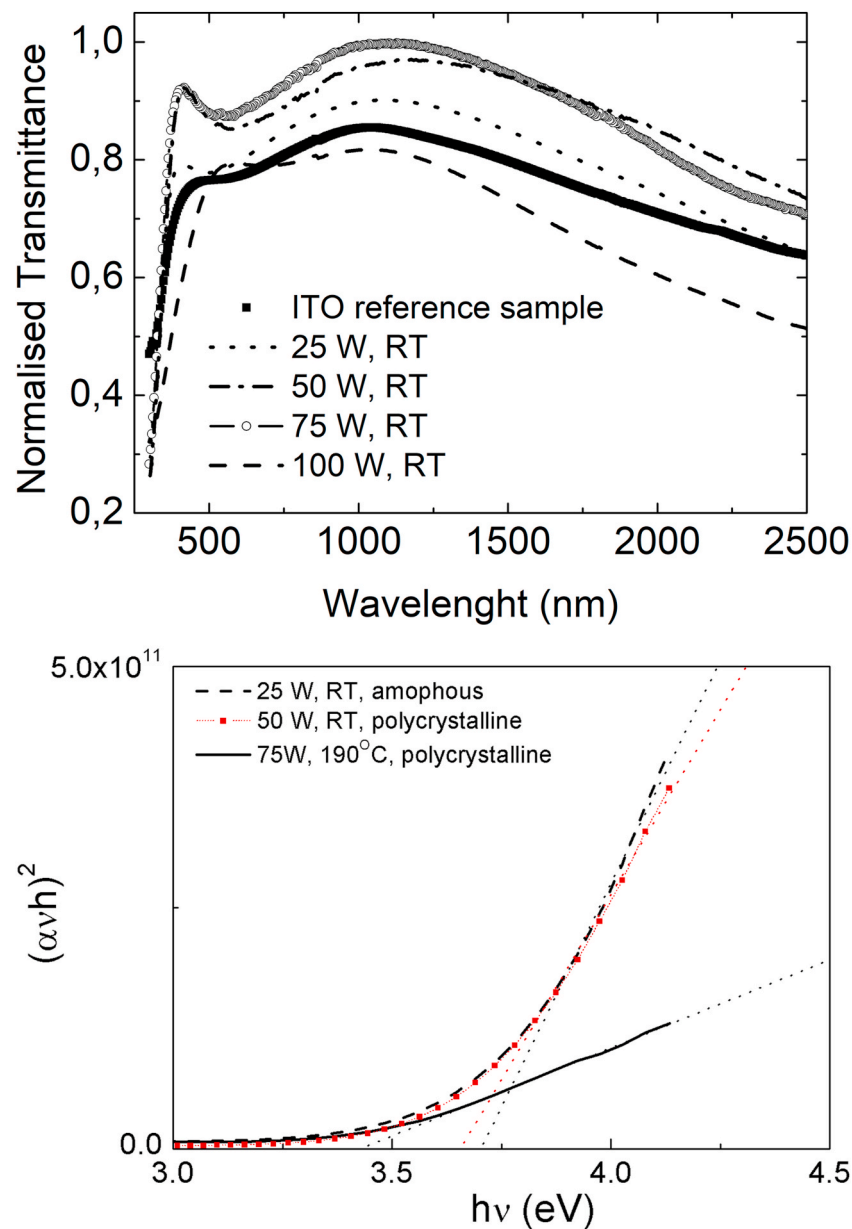 1,0
0,8
0,6
0,4
0,2
Normalised Transmittance
ITO reference sample
25 W, RT
50 W, RT
75 W, RT
100 W, RT
500 1000 1500 2000 2500
Wavelenght (nm)
5.0x10¹¹
0.0
(ανh)²
25 W, RT, amophous
50 W, RT, polycrystalline
75W, 190°C, polycrystalline
3.0 3.5 4.0 4.5
hν (eV)